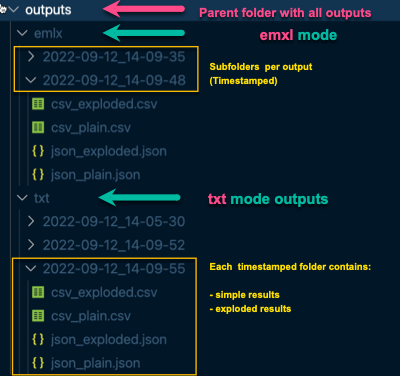 outputs Parent folder with all outputs
emlx emxl mode
2022-09-12_14-09-35
Subfolders per output
2022-09-12_14-09-48 (Timestamped)
csv_exploded.csv
csv_plain.csv
json_exploded.json
json_plain.json
txt txt mode outputs
2022-09-12_14-05-30
2022-09-12_14-09-52
2022-09-12_14-09-55 Each timestamped folder contains:
csv_exploded.csv - simple results
csv_plain.csv - exploded results
json_exploded.json
json_plain.json